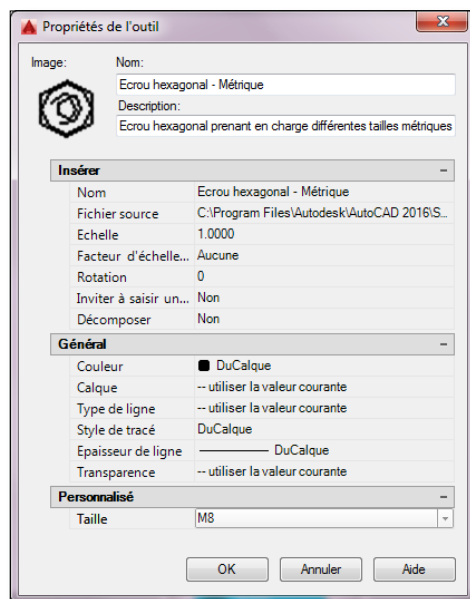 Propriétés de l'outil
Image:
Nom:
Ecrou hexagonal - Métrique
Description:
Ecrou hexagonal prenant en charge différentes tailles métriques
Insérer
Nom Ecrou hexagonal - Métrique
Fichier source C:\Program Files\Autodesk\AutoCAD 2016\S...
Echelle 1.0000
Facteur d'échelle... Aucune
Rotation 0
Inviter à saisir un... Non
Décomposer Non
Général
Couleur DuCalque
Calque -- utiliser la valeur courante
Type de ligne -- utiliser la valeur courante
Style de tracé DuCalque
Epaisseur de ligne DuCalque
Transparence -- utiliser la valeur courante
Personnalisé
Taille M8
OK Annuler Aide